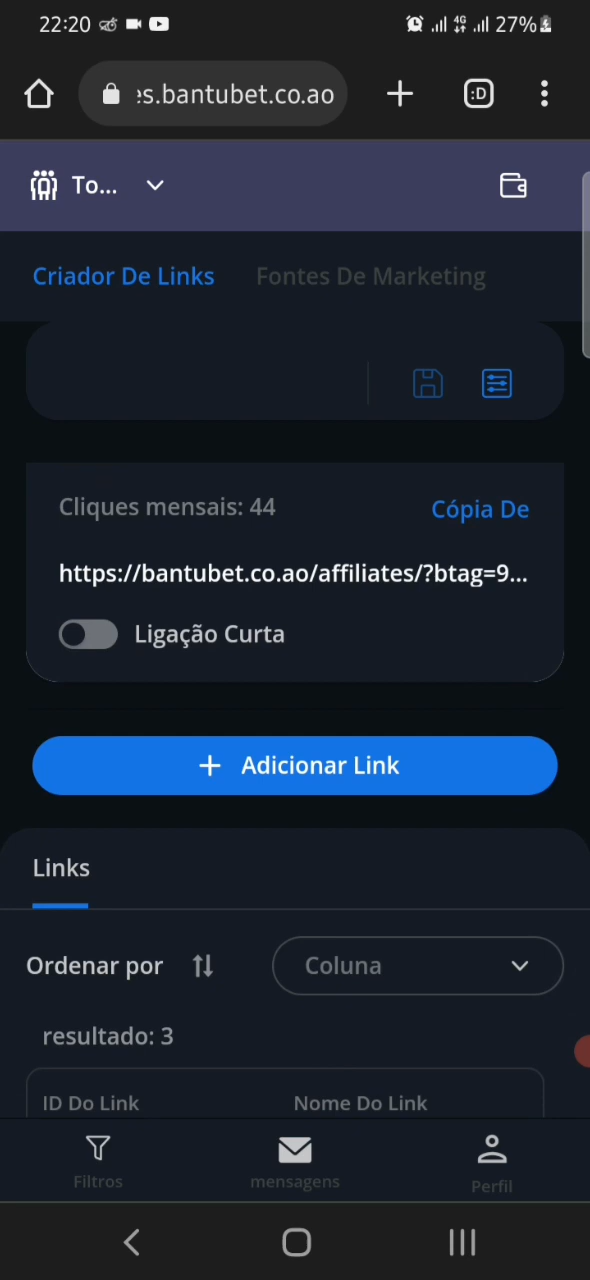 22:20
4G
27%
:D
es.bantubet.co.ao
To...
Criador De Links
Fontes De Marketing
Cliques mensais: 44
Cópia De
https://bantubet.co.ao/affiliates/?btag=9...
Ligação Curta
+ Adicionar Link
Links
Ordenar por
Coluna
resultado: 3
ID Do Link
Nome Do Link
Filtros
mensagens
Perfil